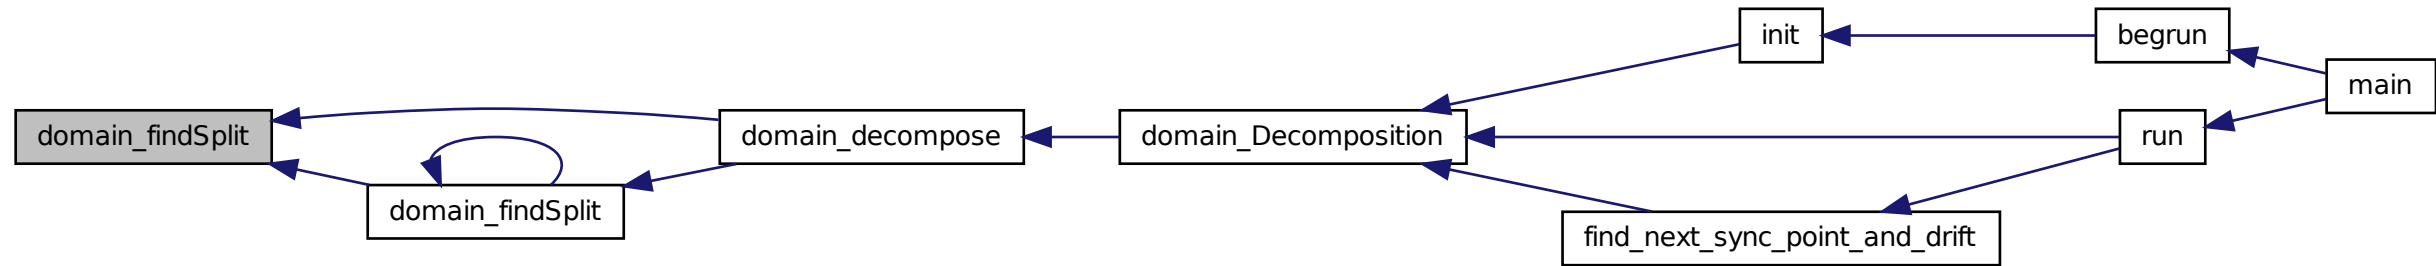 init
begrun
main
domain_findSplit
domain_decompose
domain_Decomposition
run
domain_findSplit
find_next_sync_point_and_drift